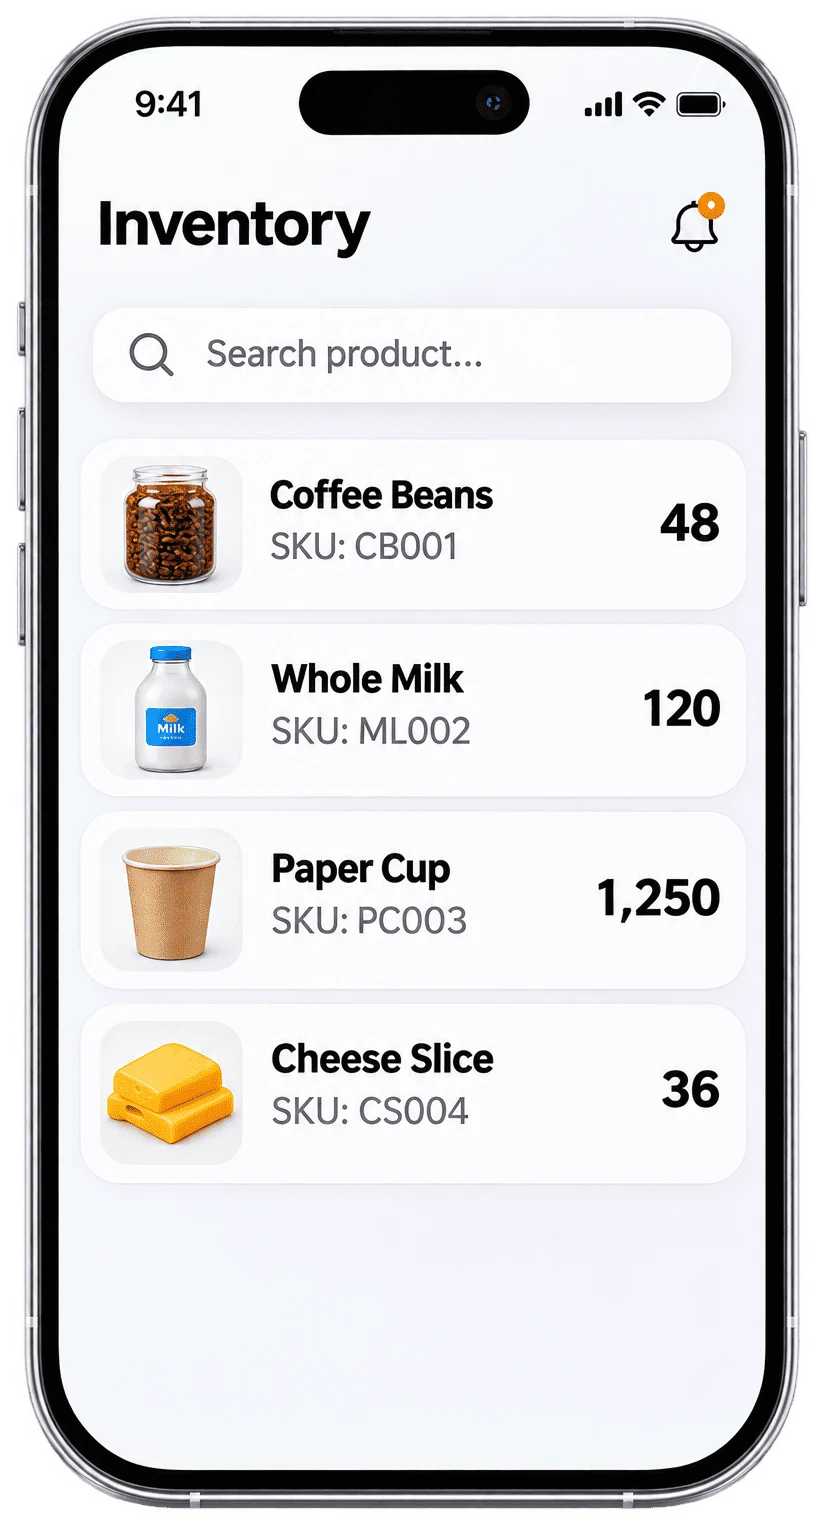 9:41
Inventory
Search product...
Coffee Beans
SKU: CB001
48
Milk
Whole Milk
SKU: ML002
120
Paper Cup
SKU: PC003
1,250
Cheese Slice
SKU: CS004
36